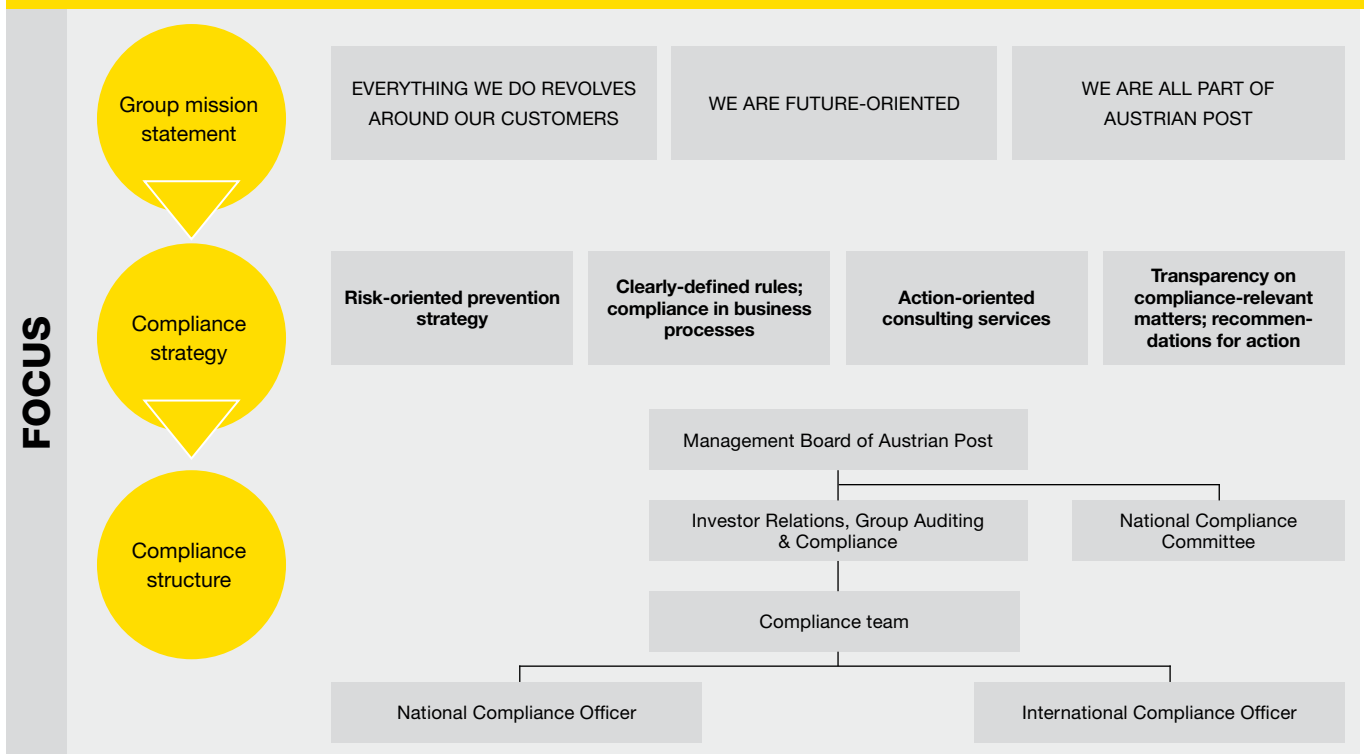 FOCUS
Group mission
statement
EVERYTHING WE DO REVOLVES
AROUND OUR CUSTOMERS
WE ARE FUTURE-ORIENTED
WE ARE ALL PART OF
AUSTRIAN POST
Compliance
strategy
Risk-oriented prevention
strategy
Clearly-defined rules;
compliance in business
processes
Action-oriented
consulting services
Transparency on
compliance-relevant
matters; recommen-
dations for action
Compliance
structure
Management Board of Austrian Post
Investor Relations, Group Auditing
& Compliance
National Compliance
Committee
Compliance team
National Compliance Officer
International Compliance Officer